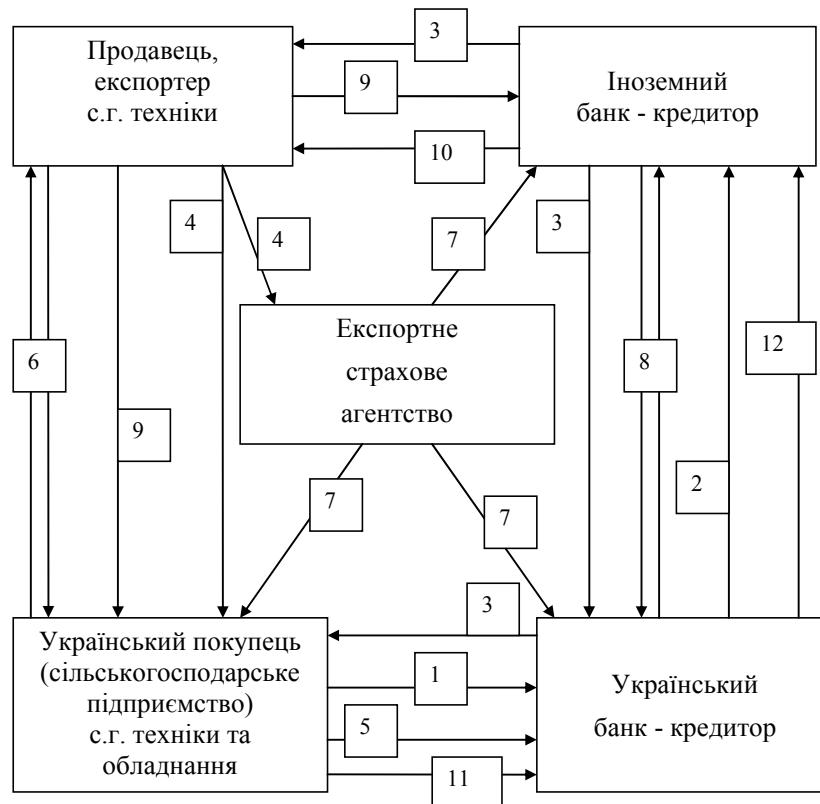 Продавець,
експортер
с.г. техніки
3
9
10
Іноземний
банк - кредитор
4
4
7
3
Експортне
страхове
агентство
6
9
8
12
2
7
7
Український покупець
(сільськогосподарське
підприємство)
с.г. техніки та
обладнання
3
1
5
11
Український
банк - кредитор